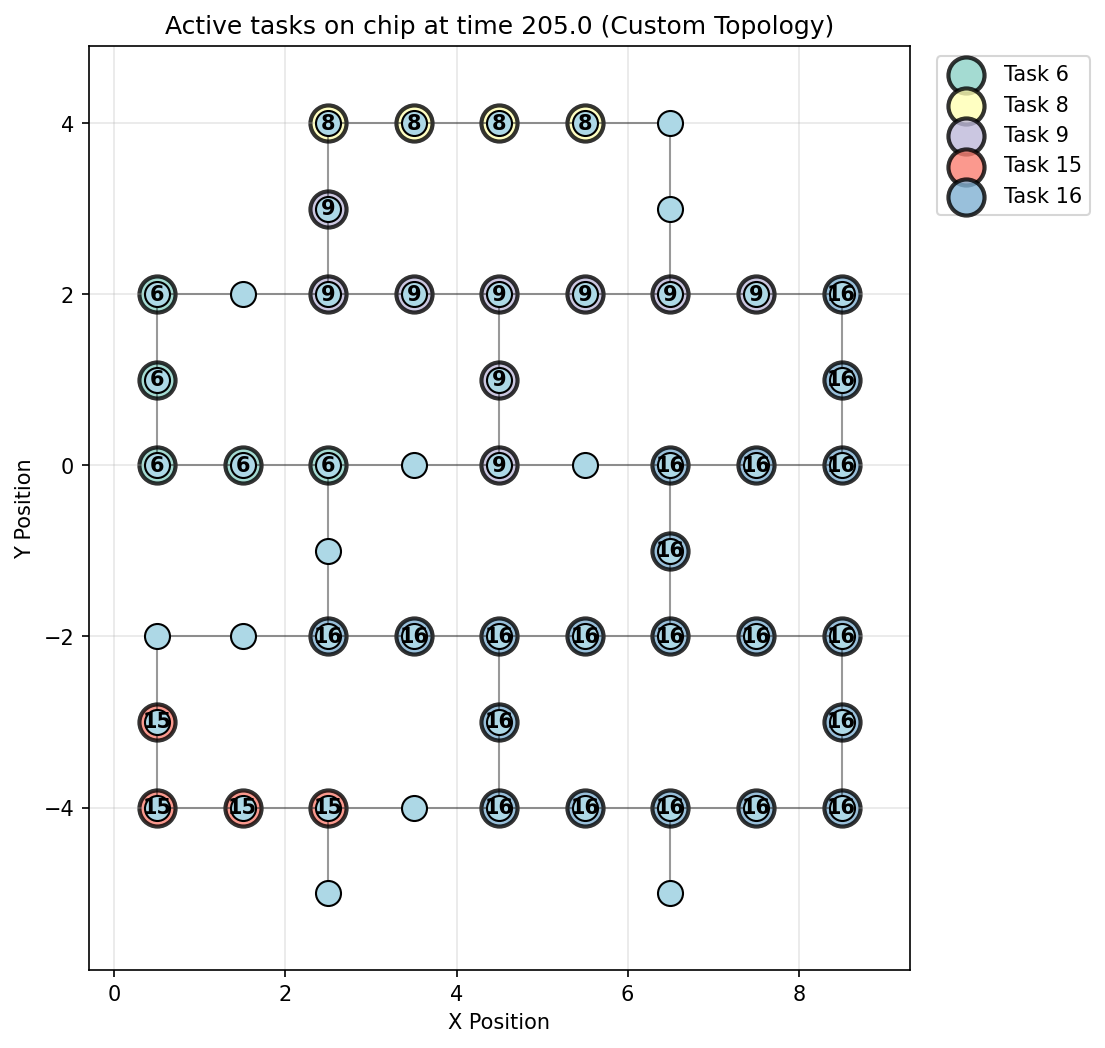 Active tasks on chip at time 205.0 (Custom Topology)
Task 6
Task 8
Task 9
Task 15
Task 16
4
8 8 8 8
9
2
6 9 9 9 9 9 9 16
6 9 16
0
6 6 6 9 16 16 16
16
−2
16 16 16 16 16 16 16
15 16 16
−4
15 15 15 16 16 16 16 16
0 2 4 6 8
X Position
Y Position